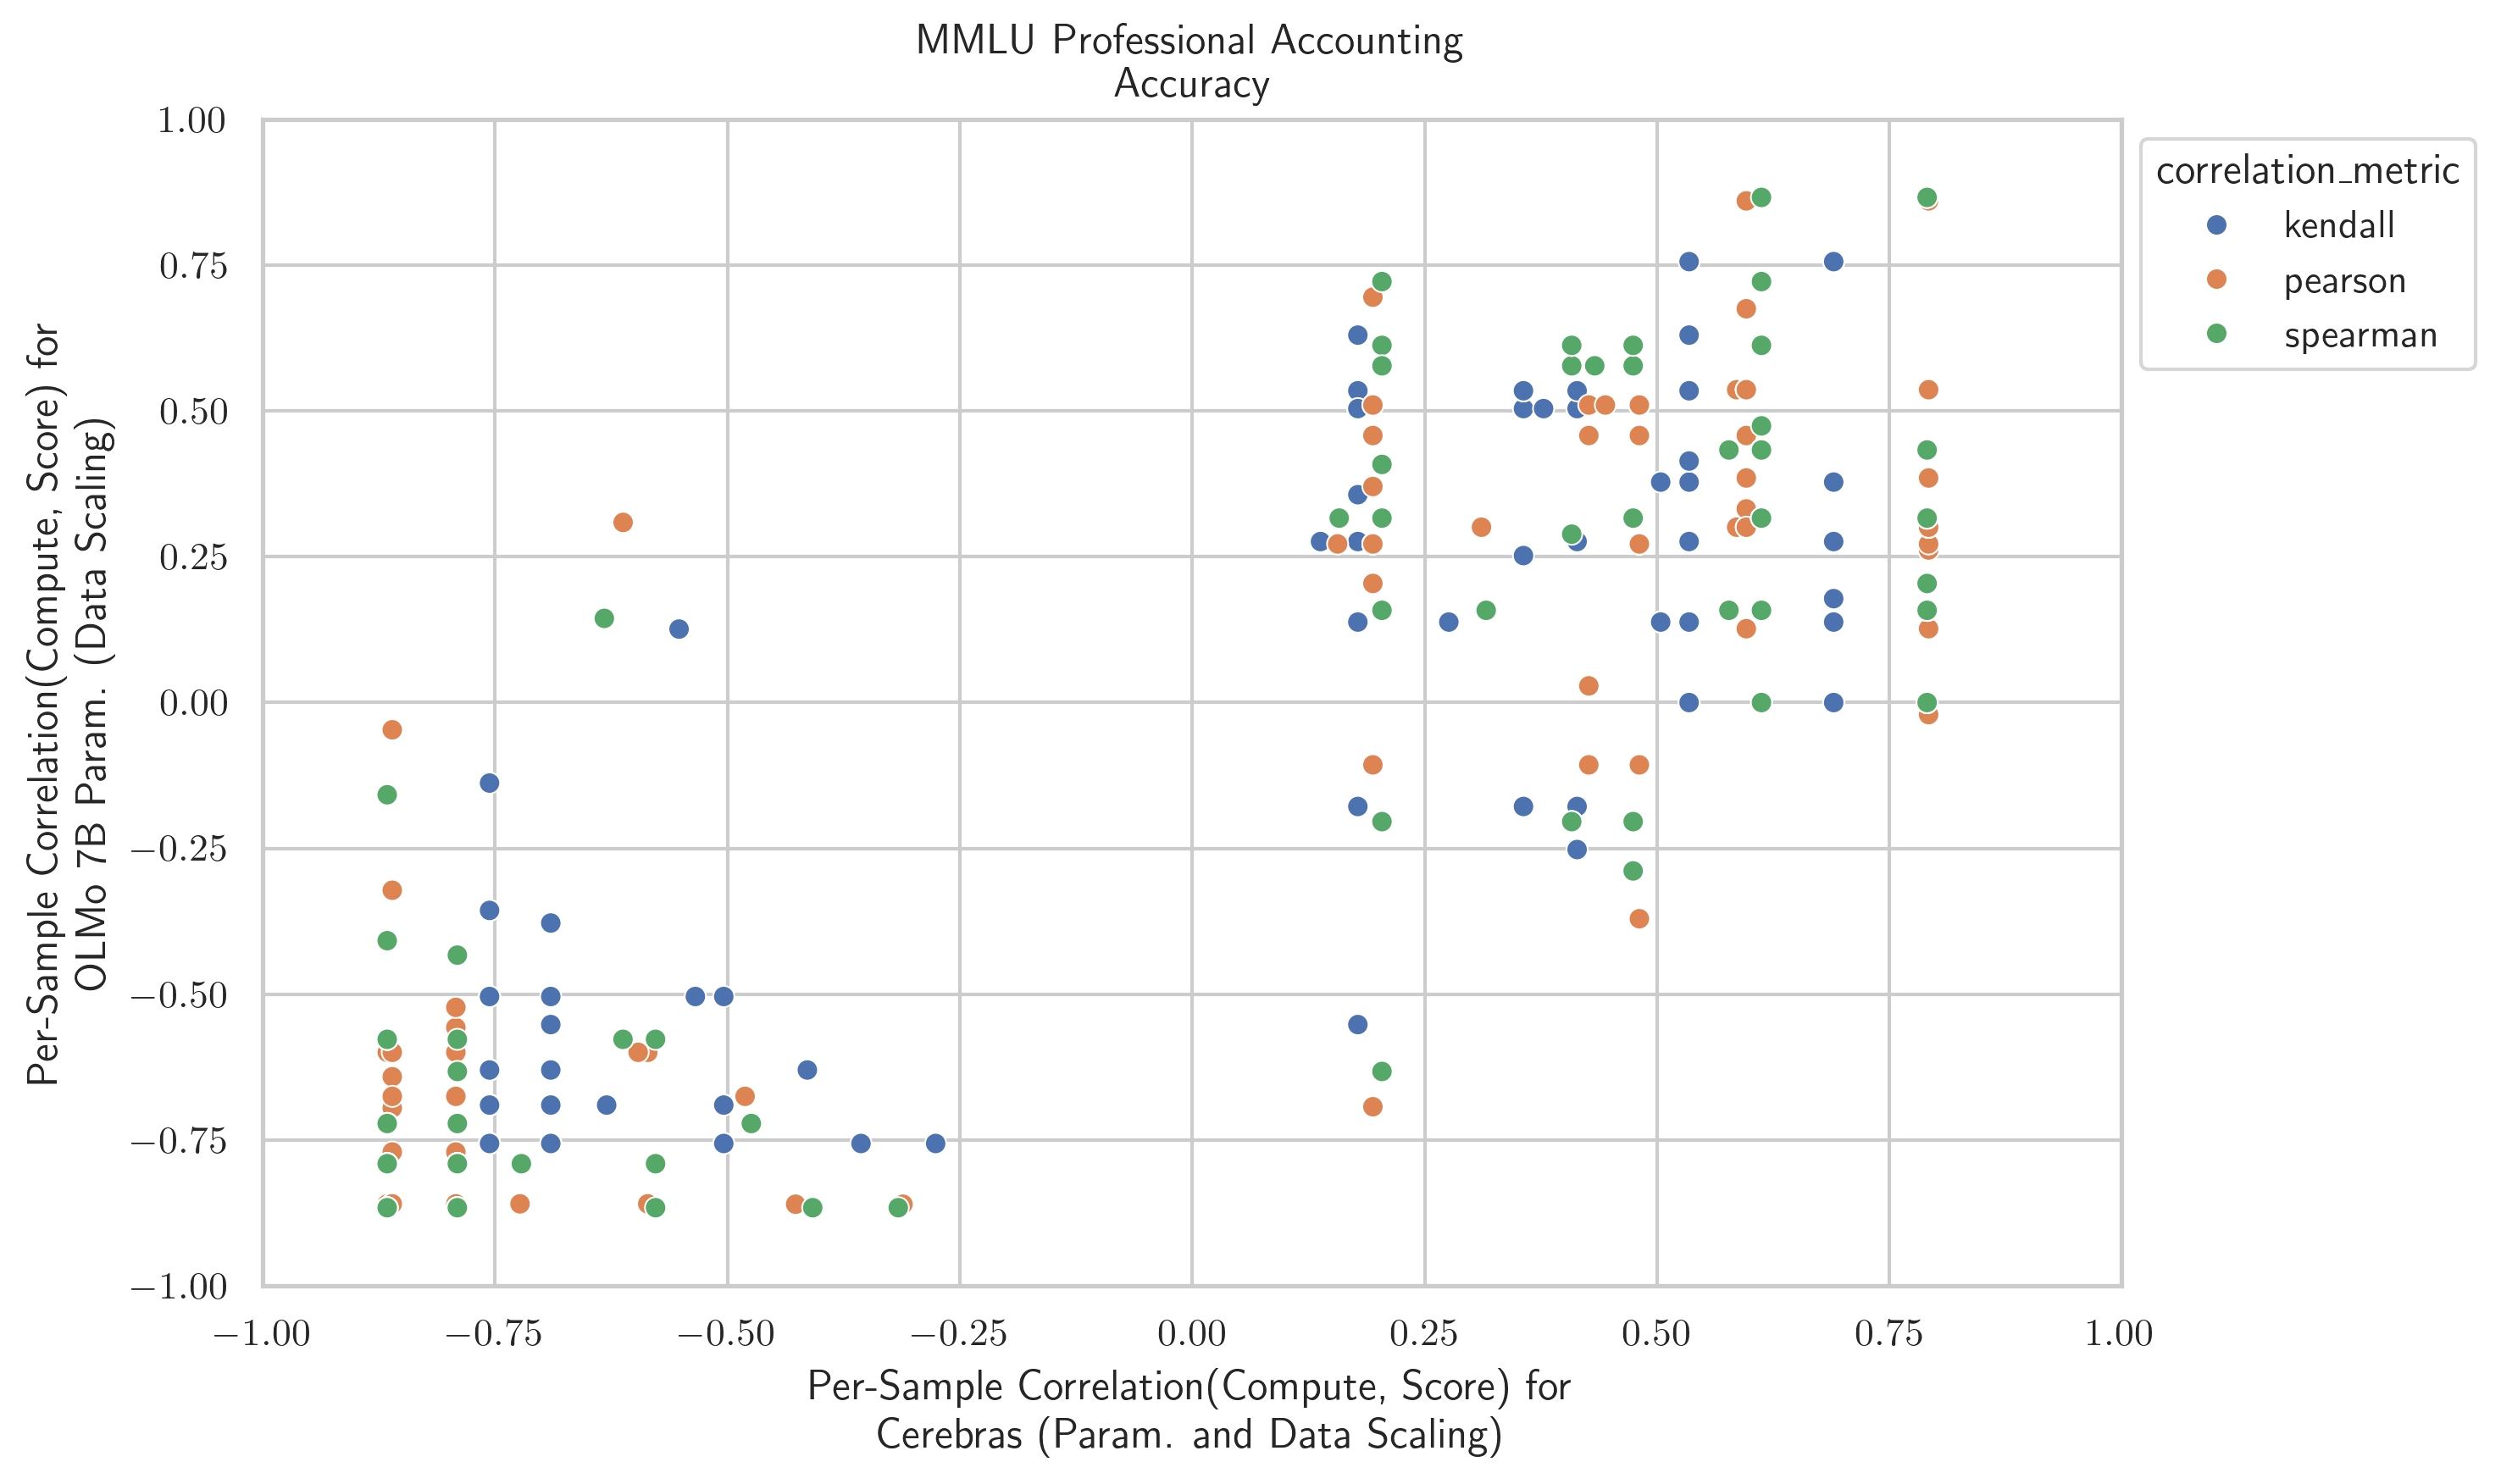 MMLU Professional Accounting
Accuracy
correlation_metric
kendall
pearson
spearman
Per-Sample Correlation(Compute, Score) for
OLMo 7B Param. (Data Scaling)
1.00
0.75
0.50
0.25
0.00
−0.25
−0.50
−0.75
−1.00
−1.00 −0.75 −0.50 −0.25 0.00 0.25 0.50 0.75 1.00
Per-Sample Correlation(Compute, Score) for
Cerebras (Param. and Data Scaling)